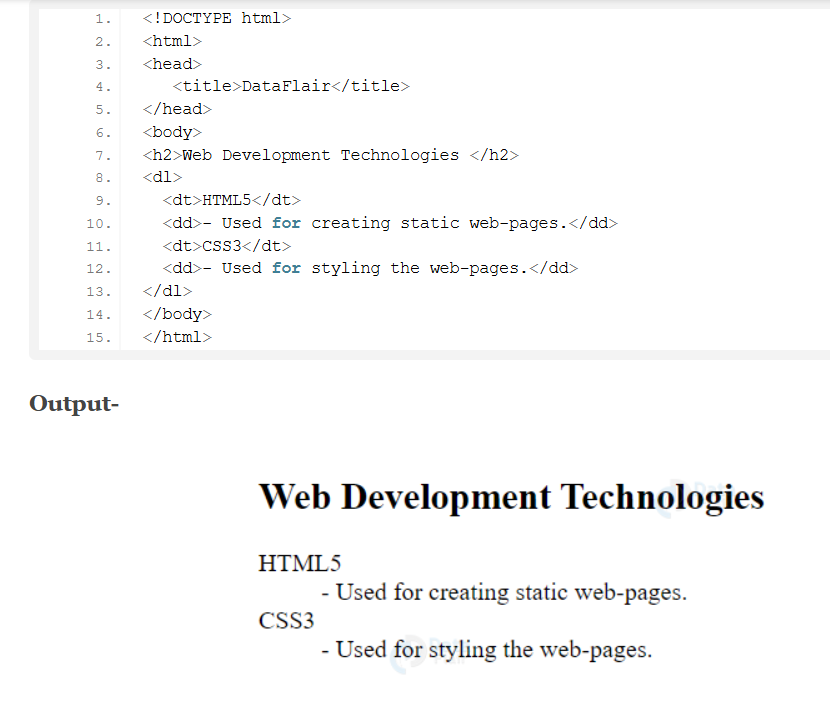 1. <!DOCTYPE html>
2. <html>
3. <head>
4. <title>DataFlair</title>
5. </head>
6. <body>
7. <h2>Web Development Technologies </h2>
8. <dl>
9. <dt>HTML5</dt>
10. <dd>- Used for creating static web-pages.</dd>
11. <dt>CSS3</dt>
12. <dd>- Used for styling the web-pages.</dd>
13. </dl>
14. </body>
15. </html>
Output-
Web Development Technologies
HTML5
- Used for creating static web-pages.
CSS3
- Used for styling the web-pages.